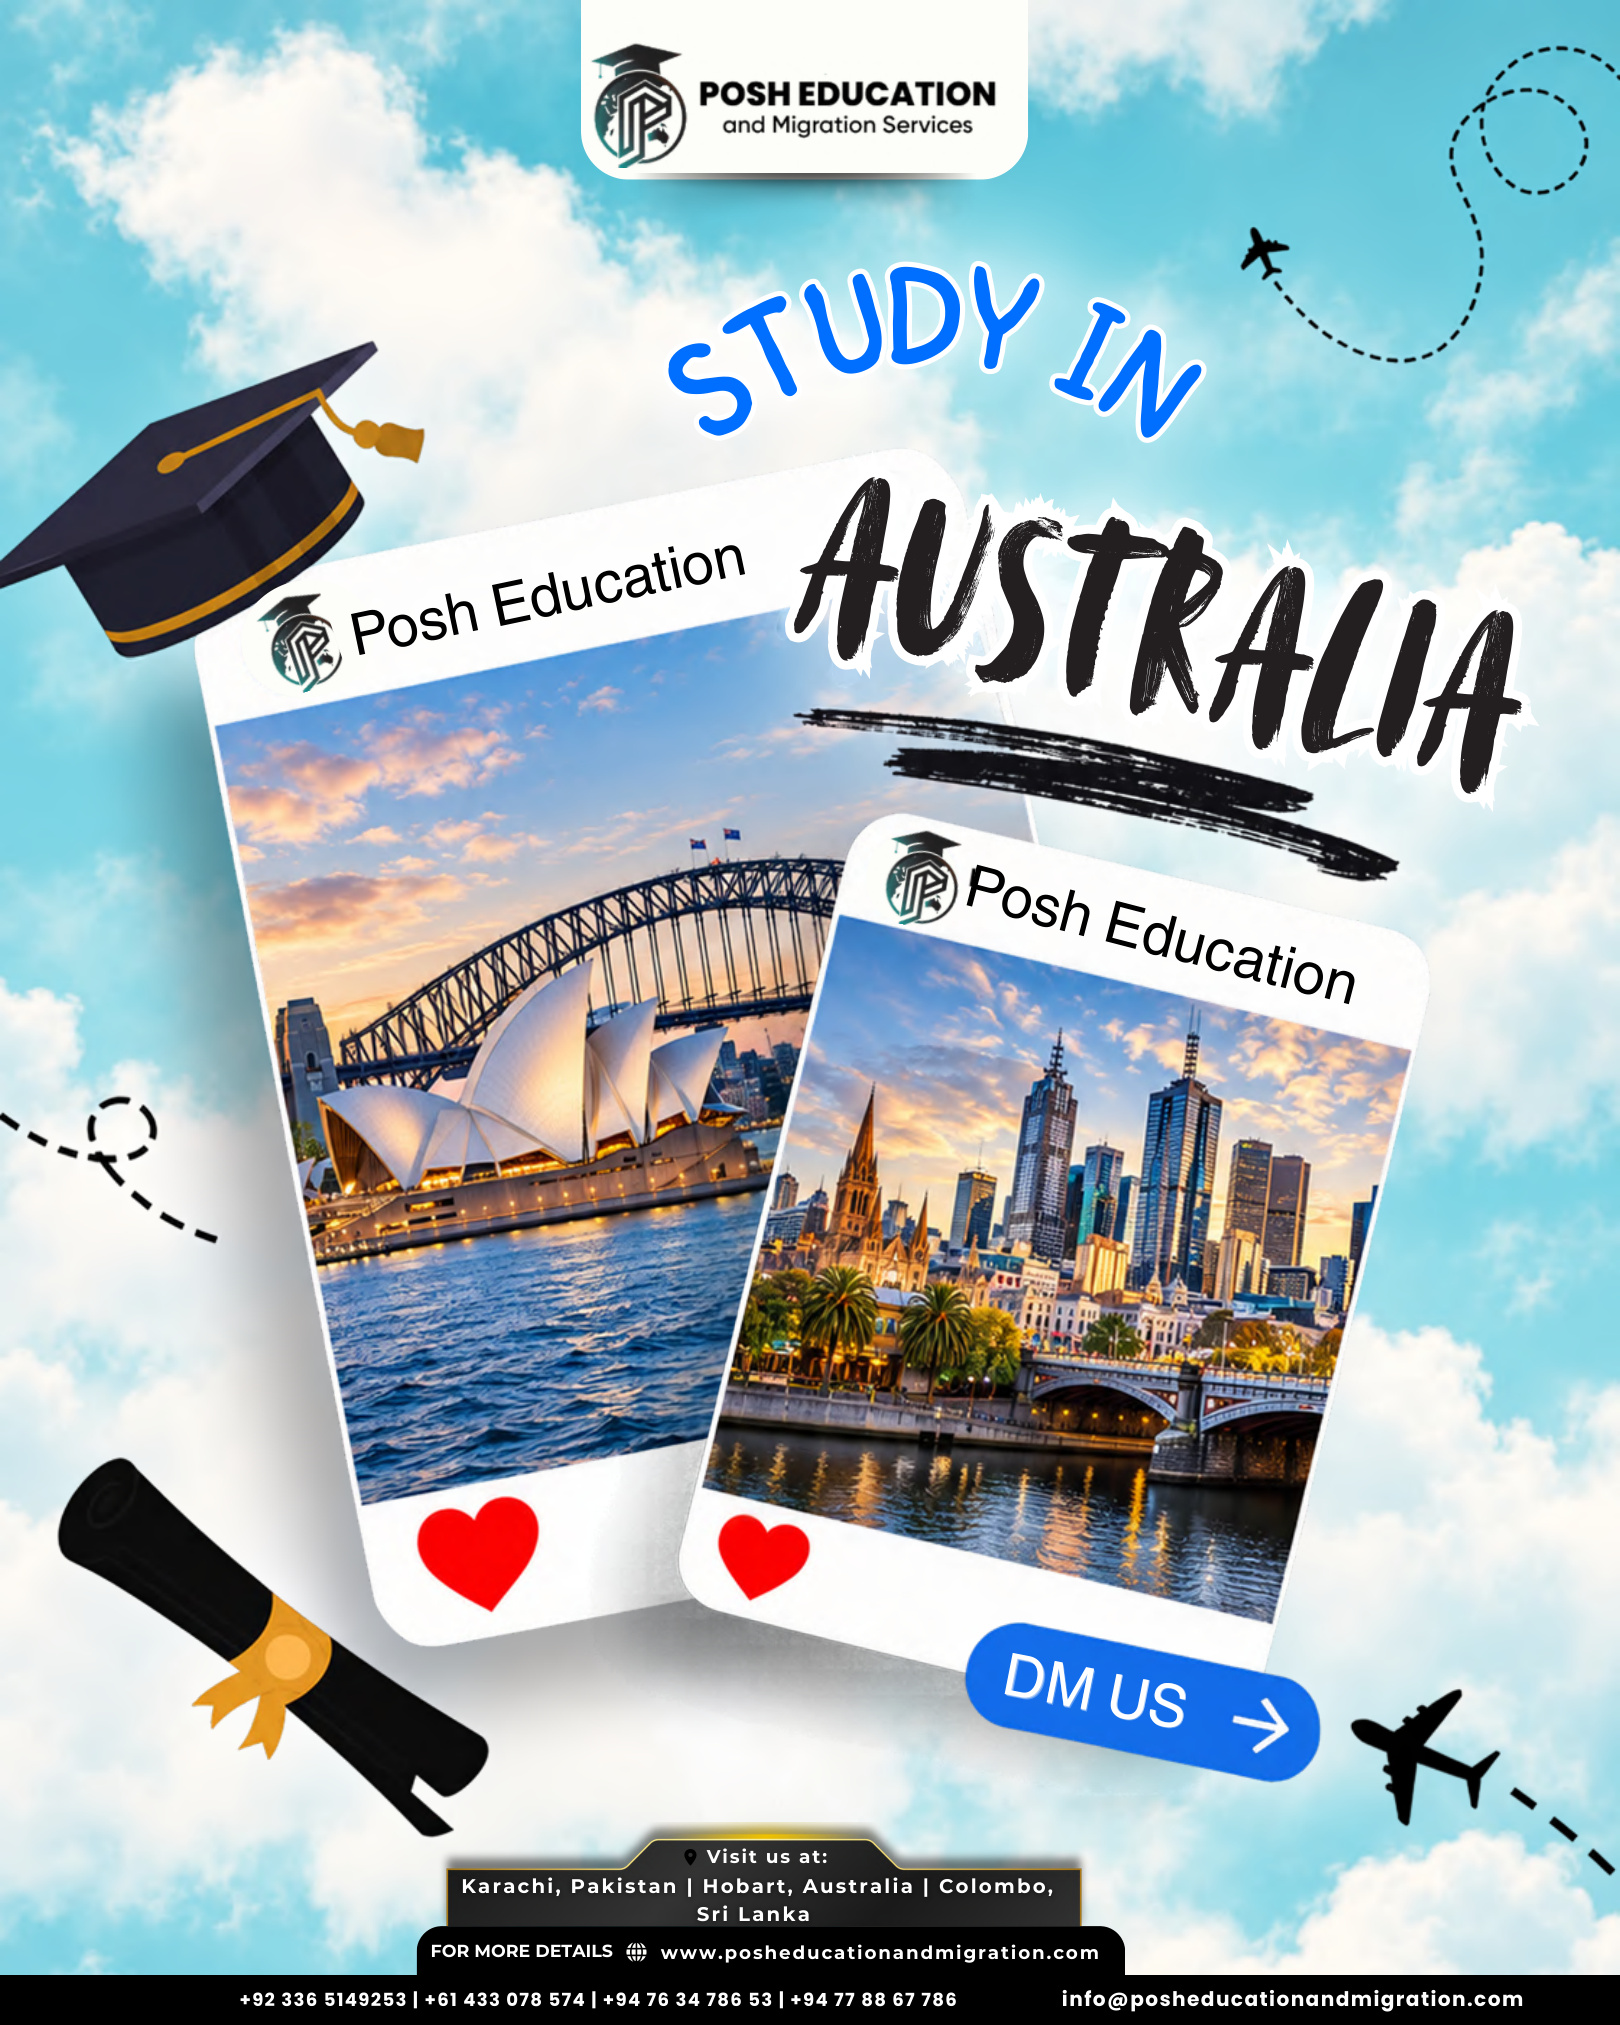 POSH EDUCATION
and Migration Services
STUDY IN
AUSTRALIA
Posh Education
Posh Education
DM US
Visit us at:
Karachi, Pakistan | Hobart, Australia | Colombo,
Sri Lanka
FOR MORE DETAILS www.posheducationandmigration.com
+92 336 5149253 | +61 433 078 574 | +94 76 34 786 53 | +94 77 88 67 786 info@posheducationandmigration.com